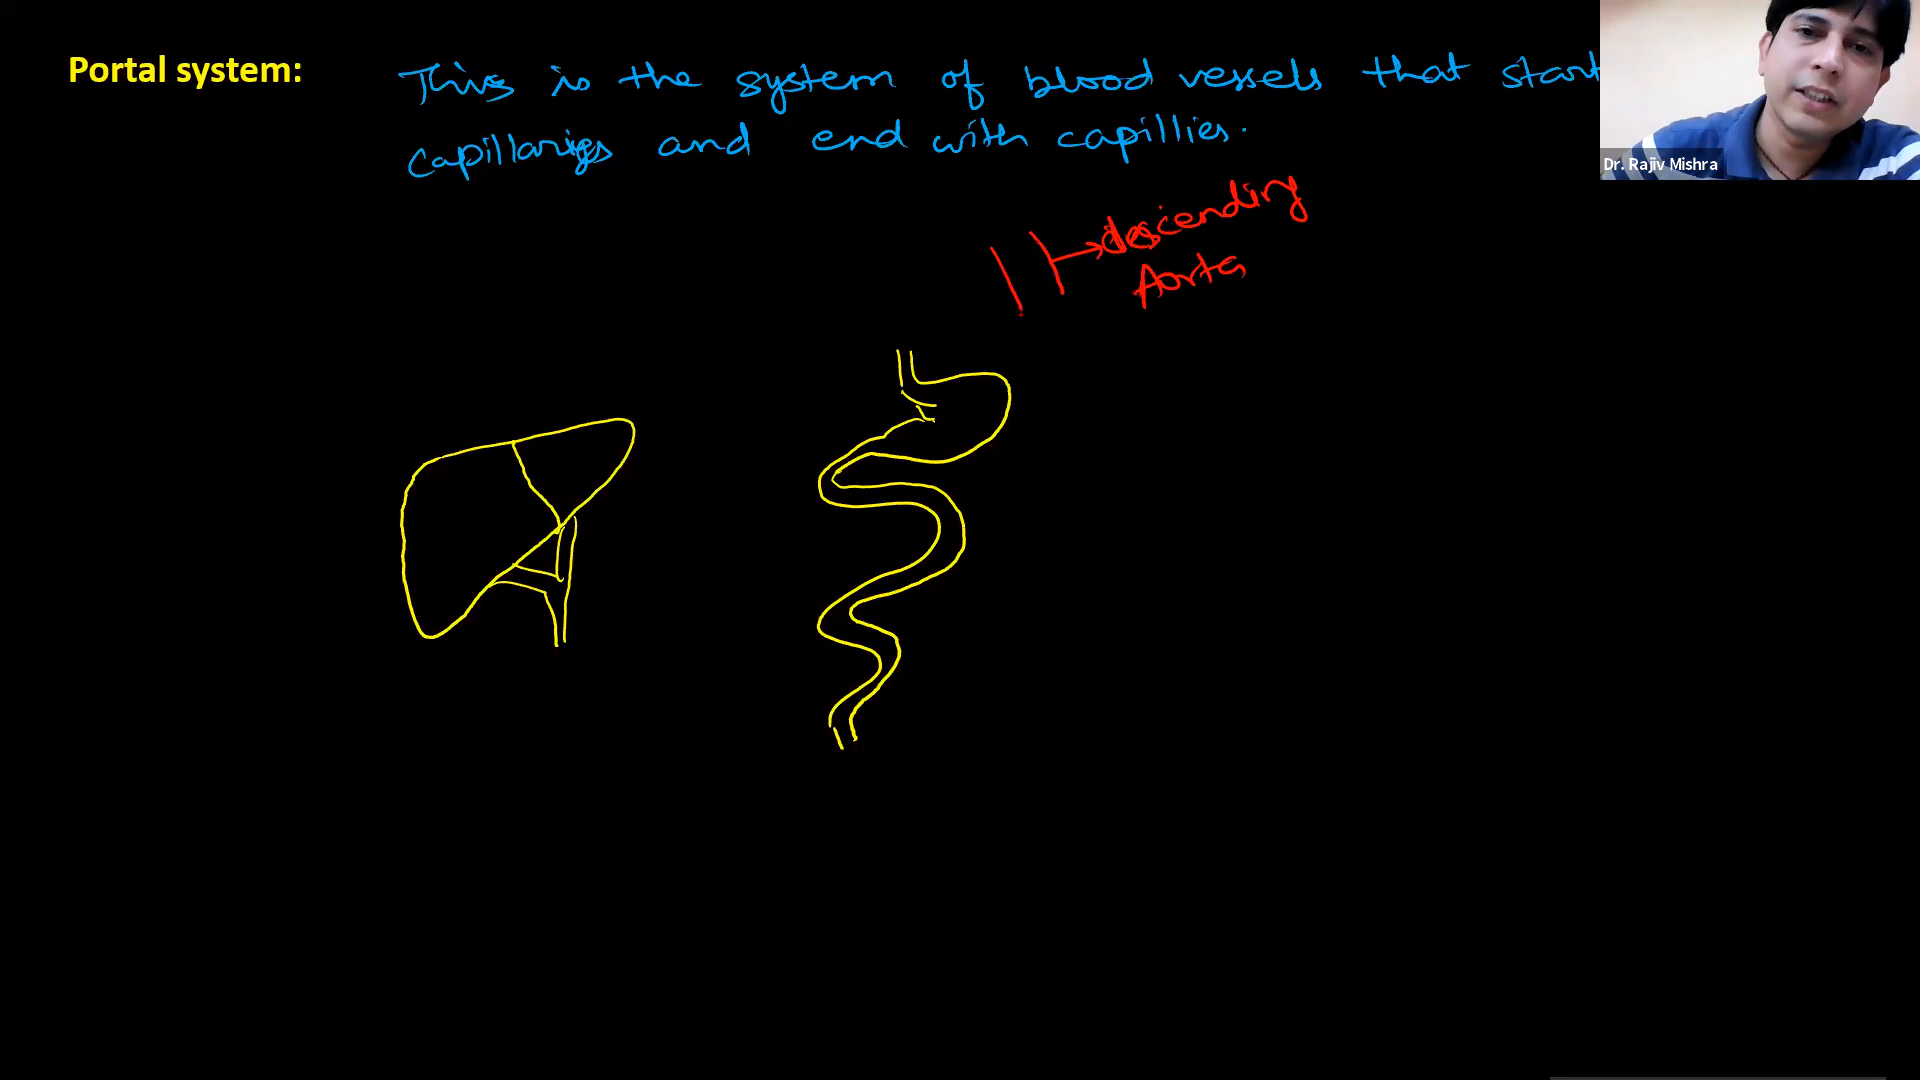 Portal system:
This is the system of blood vessels that start
capillaries and end with capillies.
Dr. Rajiv Mishra
descending
Aorta